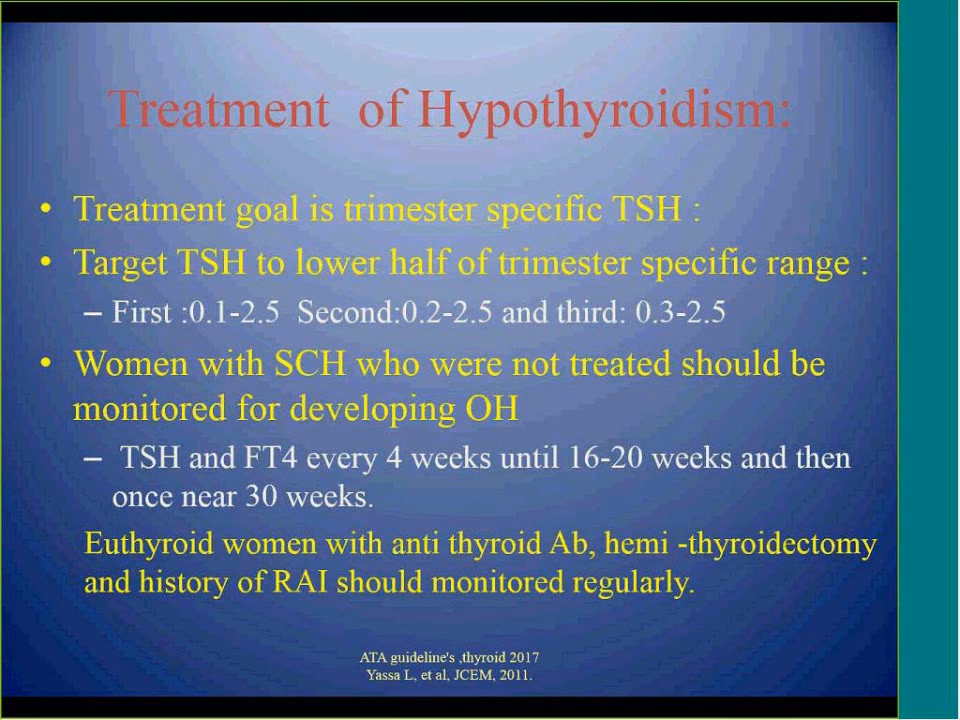 Treatment of Hypothyroidism:
• Treatment goal is trimester specific TSH :
• Target TSH to lower half of trimester specific range :
– First :0.1-2.5 Second:0.2-2.5 and third: 0.3-2.5
• Women with SCH who were not treated should be
monitored for developing OH
– TSH and FT4 every 4 weeks until 16-20 weeks and then
once near 30 weeks.
Euthyroid women with anti thyroid Ab, hemi -thyroidectomy
and history of RAI should monitored regularly.
ATA guideline's ,thyroid 2017
Yassa L, et al, JCEM, 2011.